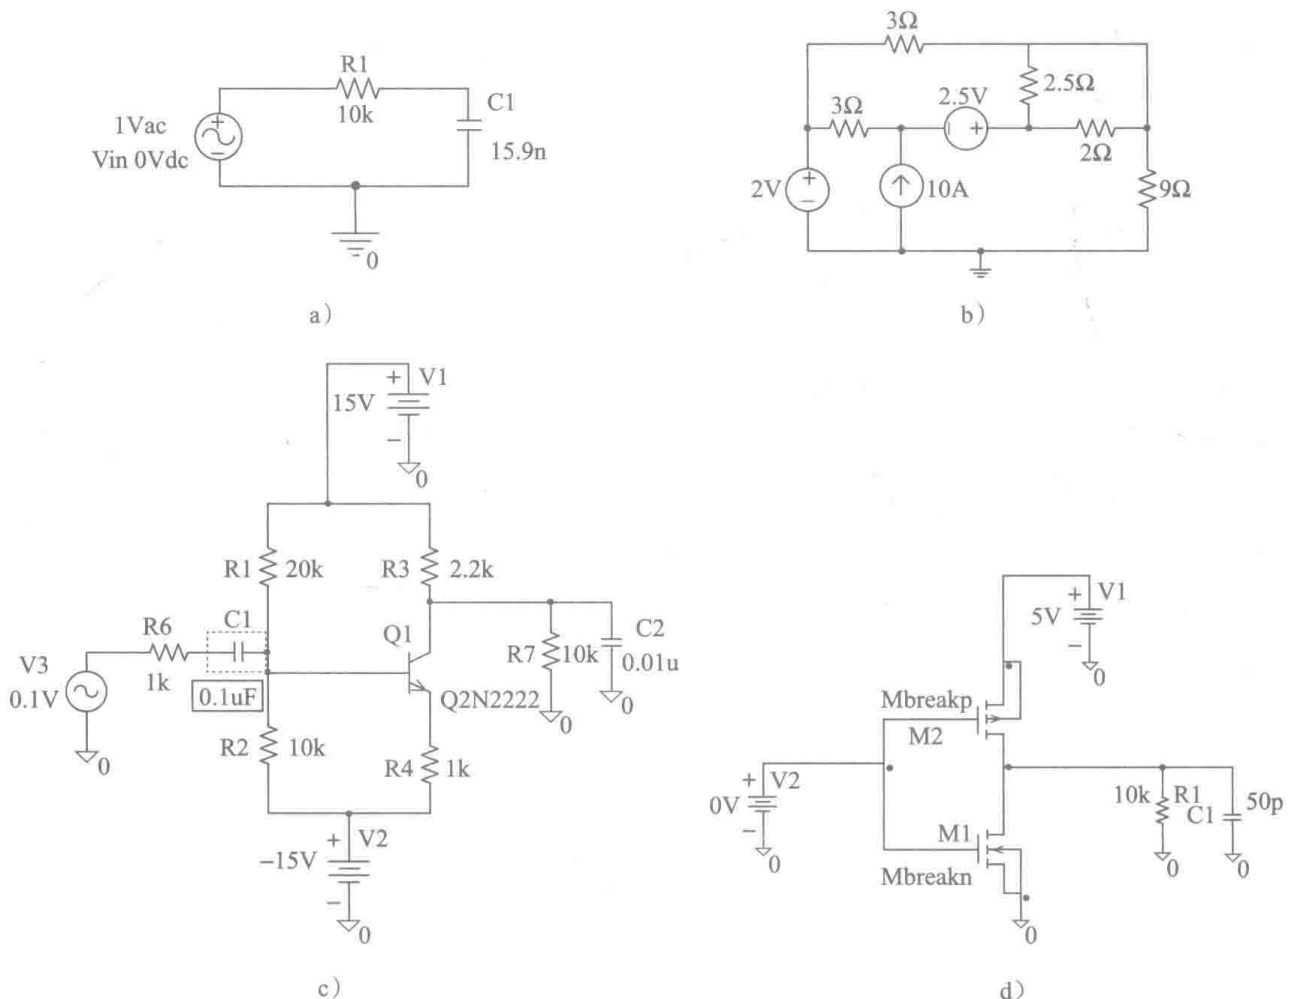 R1
10k
1Vac
Vin 0Vdc
C1
15.9n
0
a)
3Ω
2.5Ω
3Ω
2.5V
2Ω
2V
10A
9Ω
b)
V1
15V
0
R1
20k
R3
2.2k
R6
C1
V3
0.1V
1k
0.1uF
0
Q1
Q2N2222
R7
10k
C2
0.01u
0
0
R2
10k
R4
1k
V2
-15V
0
c)
V1
5V
0
Mbreakp
M2
V2
0V
0
M1
Mbreakn
10k
R1
C1
50p
0
0
0
d)